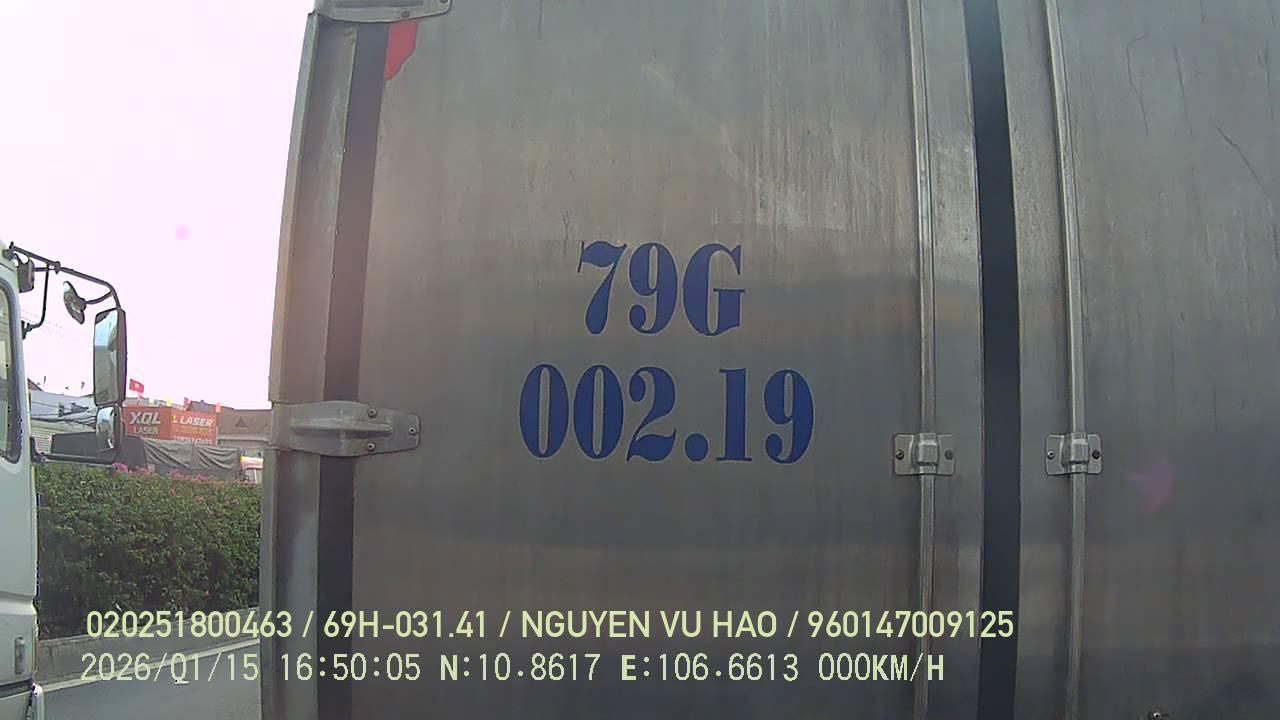 79G
002.19
XQL
LASER
LASER
020251800463 / 69H-031.41 / NGUYEN VU HAO / 960147009125
2026/01/15 16:50:05 N:10.8617 E:106.6613 000KM/H